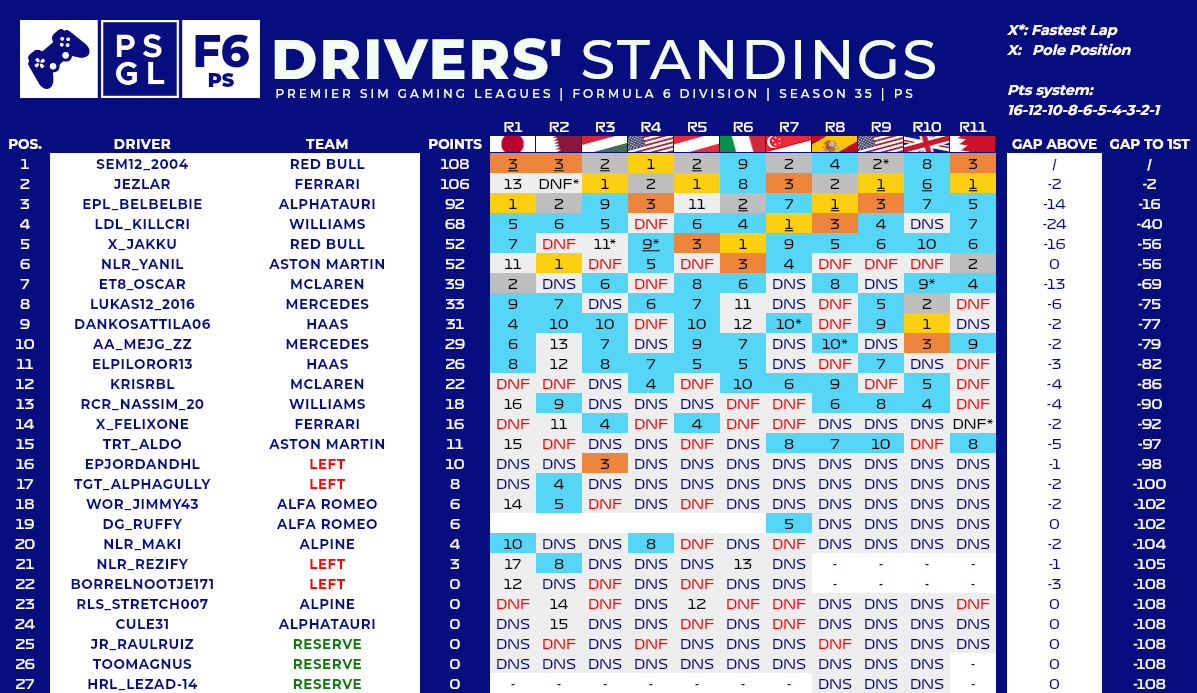 PS
GL
F6
PS
DRIVERS' STANDINGS
PREMIER SIM GAMING LEAGUES | FORMULA 6 DIVISION | SEASON 35 | PS
X*: Fastest Lap
X: Pole Position
Pts system:
16-12-10-8-6-5-4-3-2-1
R1 R2 R3 R4 R5 R6 R7 R8 R9 R10 R11
POS. DRIVER TEAM POINTS GAP ABOVE GAP TO 1ST
1 SEM12_2004 RED BULL 108 3 3 2 1 2 9 2 4 2* 8 3 / /
2 JEZLAR FERRARI 106 13 DNF* 1 2 1 8 3 2 1 6 1 -2 -2
3 EPL_BELBELBIE ALPHATAURI 92 1 2 9 3 11 2 7 1 3 7 5 -14 -16
4 LDL_KILLCRI WILLIAMS 68 5 6 5 DNF 6 4 1 3 4 DNS 7 -24 -40
5 X_JAKKU RED BULL 52 7 DNF 11* 9* 3 1 9 5 6 10 6 -16 -56
6 NLR_YANIL ASTON MARTIN 52 11 1 DNF 5 DNF 3 4 DNF DNF DNF 2 0 -56
7 ET8_OSCAR MCLAREN 39 2 DNS 6 DNF 8 6 DNS 8 DNS 9* 4 -13 -69
8 LUKAS12_2016 MERCEDES 33 9 7 DNS 6 7 11 DNS DNF 5 2 DNF -6 -75
9 DANKOSATTILA06 HAAS 31 4 10 10 DNF 10 12 10* DNF 9 1 DNS -2 -77
10 AA_MEJG_ZZ MERCEDES 29 6 13 7 DNS 9 7 DNS 10* DNF 3 9 -2 -79
11 ELPILOROR13 HAAS 26 8 12 8 7 5 5 DNS DNF 7 DNS DNF -3 -82
12 KRISRBL MCLAREN 22 DNF DNF DNS 4 DNF 10 6 9 DNF 5 DNF -4 -86
13 RCR_NASSIM_20 WILLIAMS 18 16 9 DNS DNS DNS DNF DNF 6 8 4 DNF -4 -90
14 X_FELIXONE FERRARI 16 DNF 11 4 DNF 4 DNF DNF DNS DNS DNS DNF* -2 -92
15 TRT_ALDO ASTON MARTIN 11 15 DNF DNS DNS DNF DNS 8 7 10 DNF 8 -5 -97
16 EPJORDANDHL LEFT 10 DNS DNS 3 DNS DNS DNS DNS DNS DNS DNS DNS -1 -98
17 TGT_ALPHAGULLY LEFT 8 DNS 4 DNS DNS DNS DNS DNS DNS DNS DNS DNS -2 -100
18 WOR_JIMMY43 ALFA ROMEO 6 14 5 DNF DNS DNF DNS DNS DNS DNS DNS DNS -2 -102
19 DG_RUFFY ALFA ROMEO 6 5 DNS DNS DNS DNS 0 -102
20 NLR_MAKI ALPINE 4 10 DNS DNS 8 DNF DNS DNF DNS DNS DNS DNS -2 -104
21 NLR_REZIFY LEFT 3 17 8 DNS DNS DNS 13 DNS - - - - -1 -105
22 BORRELNOOTJE171 LEFT 0 12 DNS DNF DNS DNF DNS DNS - - - - -3 -108
23 RLS_STRETCH007 ALPINE 0 DNF 14 DNF DNS 12 DNF DNF DNS DNS DNS DNF 0 -108
24 CULE31 ALPHATAURI 0 DNS 15 DNS DNS DNS DNS DNS DNS DNS DNS DNS 0 -108
25 JR_RAULRUIZ RESERVE 0 DNS DNF DNS DNF DNS DNS DNS DNF DNS DNS DNS 0 -108
26 TOOMAGNUS RESERVE 0 DNS DNS DNS DNS DNS DNS DNS DNS DNS DNS - 0 -108
27 HRL_LEZAD-14 RESERVE 0 - - - - - - - DNS DNS DNS - 0 -108